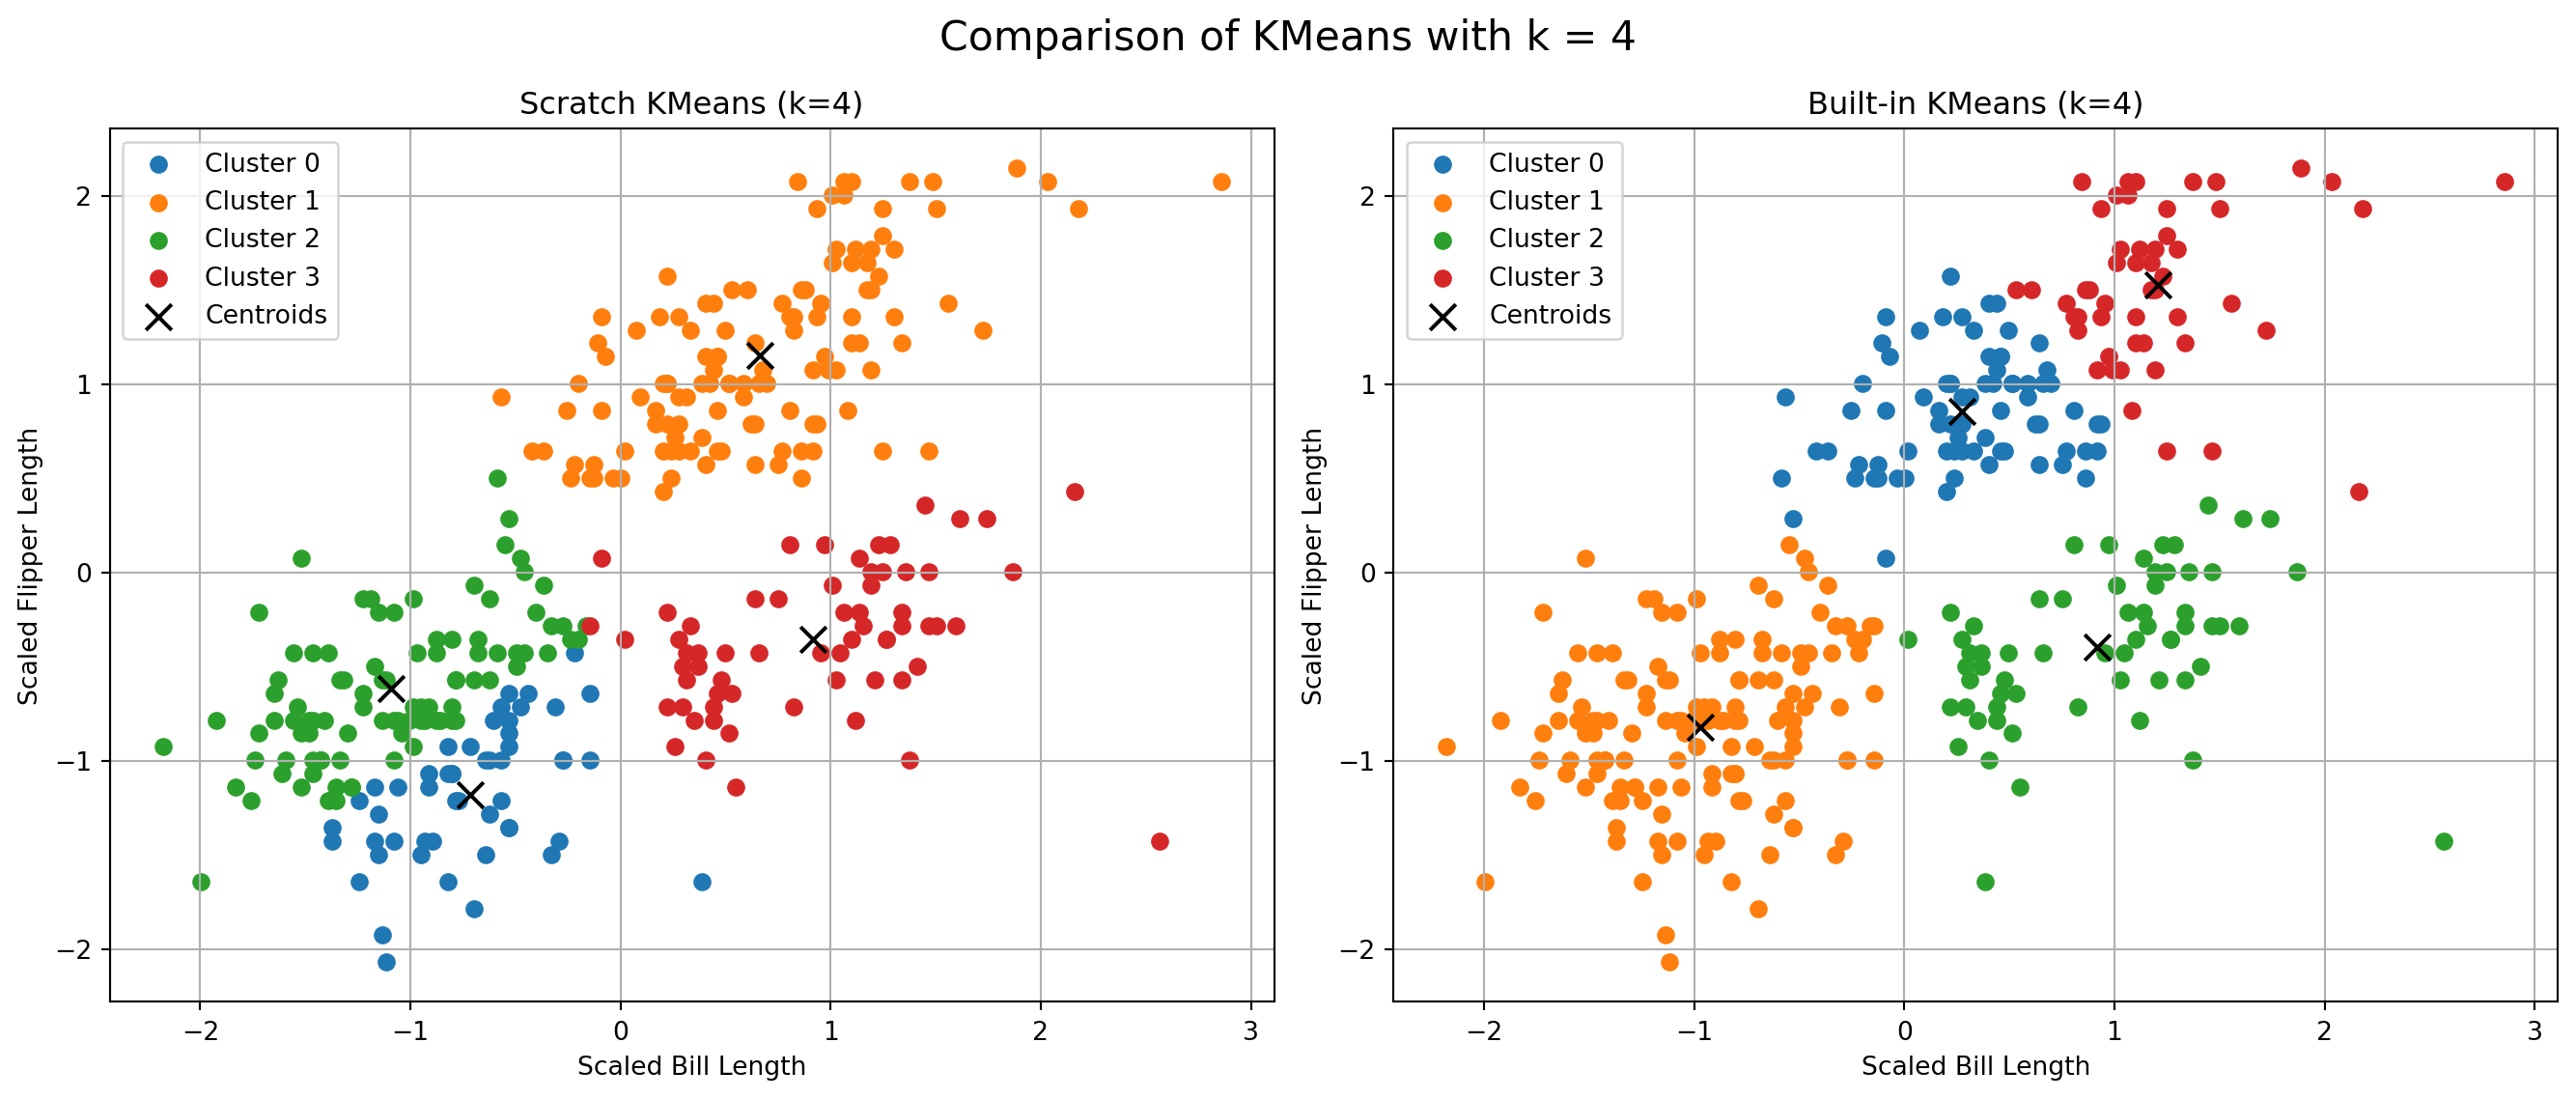 Comparison of KMeans with k = 4
Scratch KMeans (k=4)
Cluster 0
Cluster 1
Cluster 2
Cluster 3
Centroids
2
1
0
−1
−2
Scaled Flipper Length
−2 −1 0 1 2 3
Scaled Bill Length
Built-in KMeans (k=4)
Cluster 0
Cluster 1
Cluster 2
Cluster 3
Centroids
2
1
0
−1
−2
Scaled Flipper Length
−2 −1 0 1 2 3
Scaled Bill Length